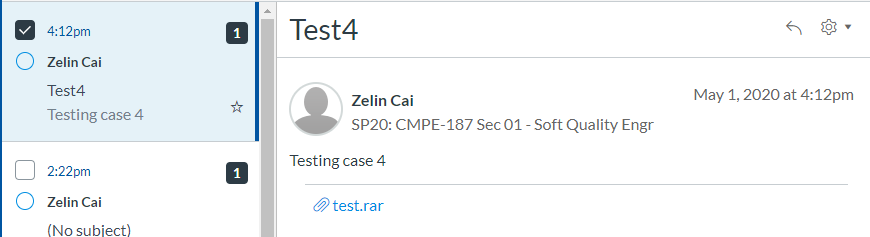 4:12pm
1
Zelin Cai
Test4
Testing case 4
2:22pm
1
Zelin Cai
(No subject)
Test4
Zelin Cai
May 1, 2020 at 4:12pm
SP20: CMPE-187 Sec 01 - Soft Quality Engr
Testing case 4
test.rar